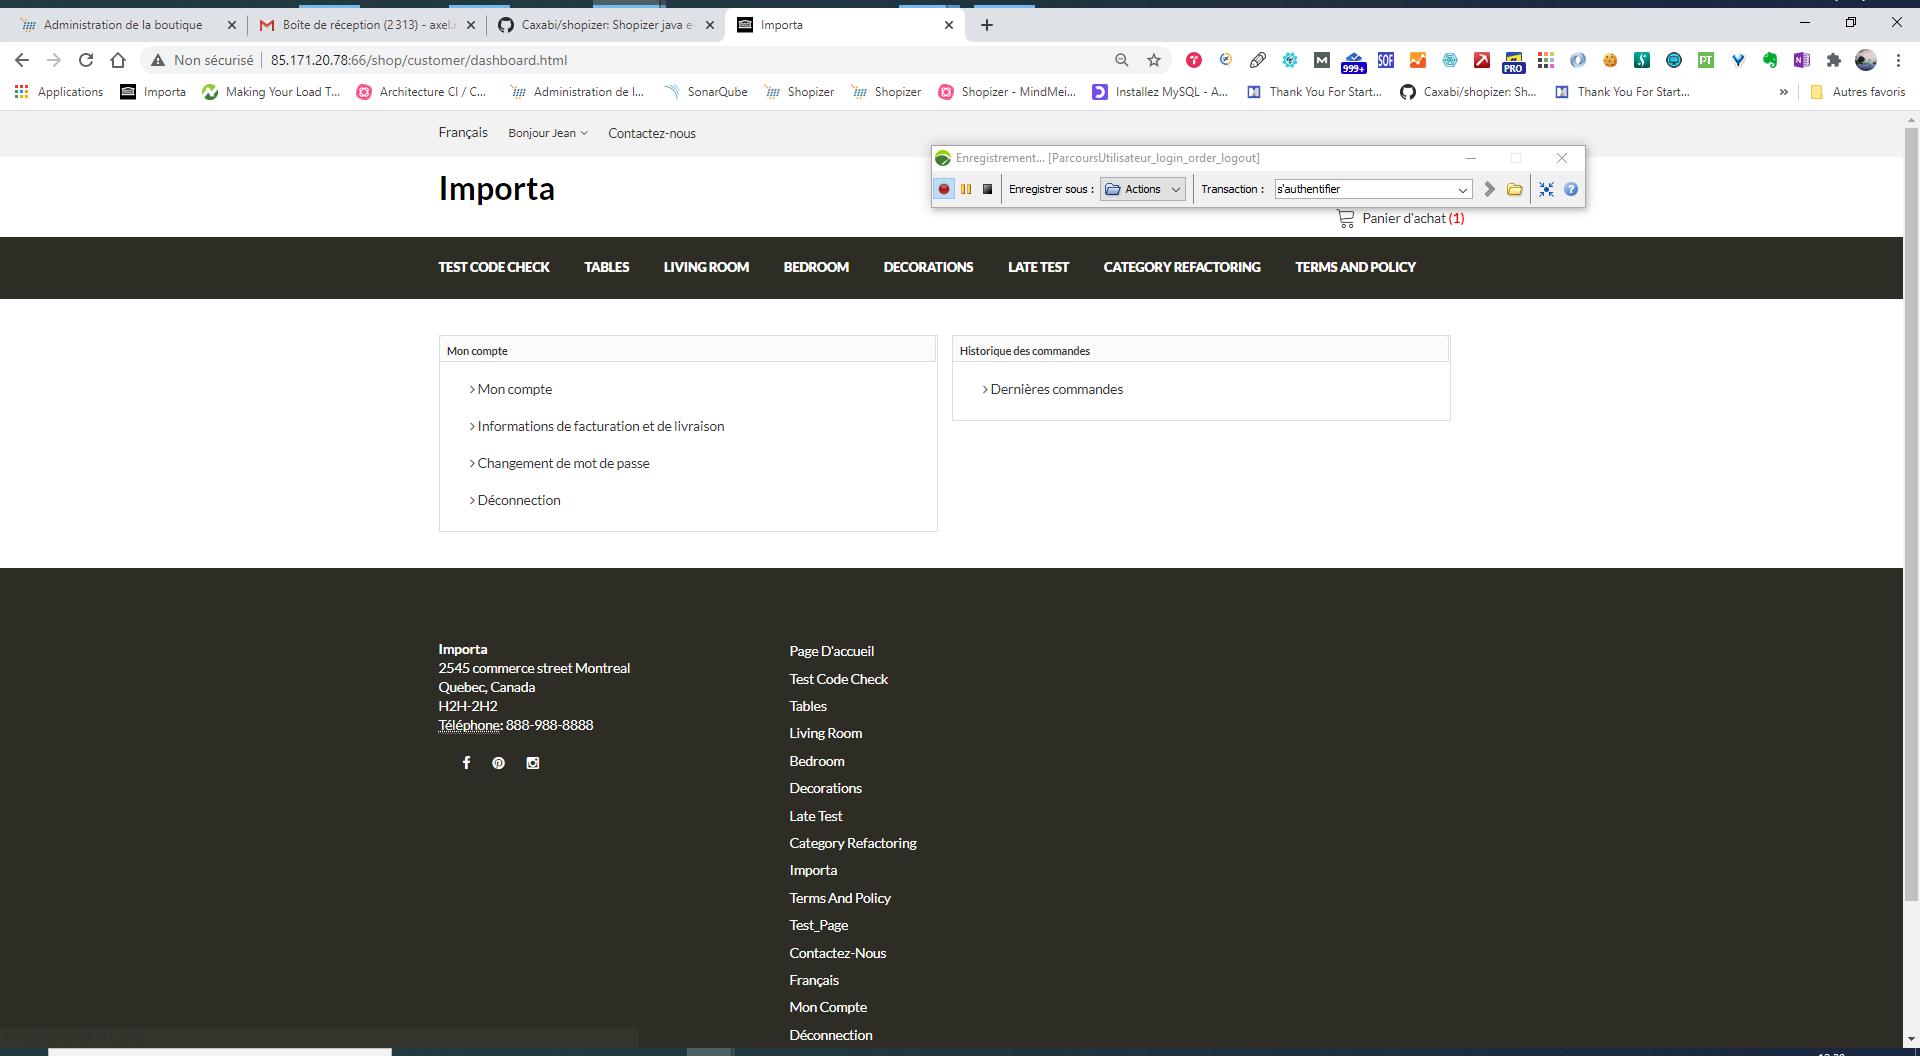 Administration de la boutique
Boîte de réception (2 313) - axel.n
Caxabi/shopizer: Shopizer java e-
Importa
Non sécurisé
85.171.20.78:66/shop/customer/dashboard.html
999+
SOF
PRO
PT
Applications
Importa
Making Your Load T...
Architecture CI / C...
Administration de l...
SonarQube
Shopizer
Shopizer
Shopizer - MindMei...
Installez MySQL - A...
Thank You For Start...
Caxabi/shopizer: Sh...
Thank You For Start...
»
Autres favoris
Français
Bonjour Jean
Contactez-nous
Enregistrement... [ParcoursUtilisateur_login_order_logout]
Enregistrer sous :
Actions
Transaction :
s'authentifier
Importa
Panier d'achat (1)
TEST CODE CHECK
TABLES
LIVING ROOM
BEDROOM
DECORATIONS
LATE TEST
CATEGORY REFACTORING
TERMS AND POLICY
Mon compte
> Mon compte
> Informations de facturation et de livraison
> Changement de mot de passe
> Déconnection
Historique des commandes
> Dernières commandes
Importa
2545 commerce street Montreal
Quebec, Canada
H2H-2H2
Téléphone: 888-988-8888
Page D'accueil
Test Code Check
Tables
Living Room
Bedroom
Decorations
Late Test
Category Refactoring
Importa
Terms And Policy
Test_Page
Contactez-Nous
Français
Mon Compte
Déconnection